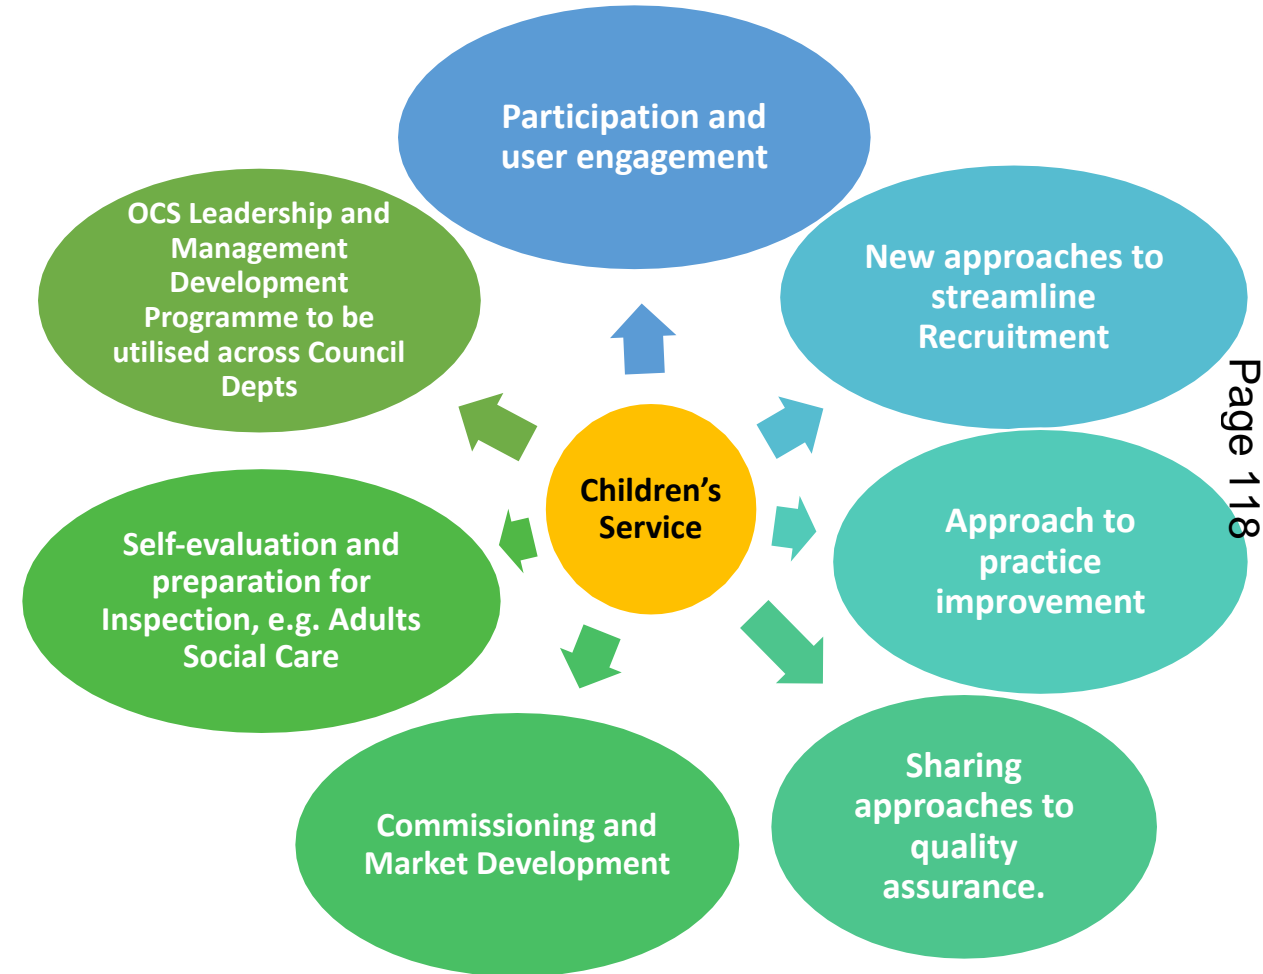 Participation and
user engagement
New approaches to
streamline
Recruitment
Approach to
practice
improvement
Sharing
approaches to
quality
assurance.
Commissioning and
Market Development
Self-evaluation and
preparation for
Inspection, e.g. Adults
Social Care
OCS Leadership and
Management
Development
Programme to be
utilised across Council
Depts
Children’s
Service
Page 118